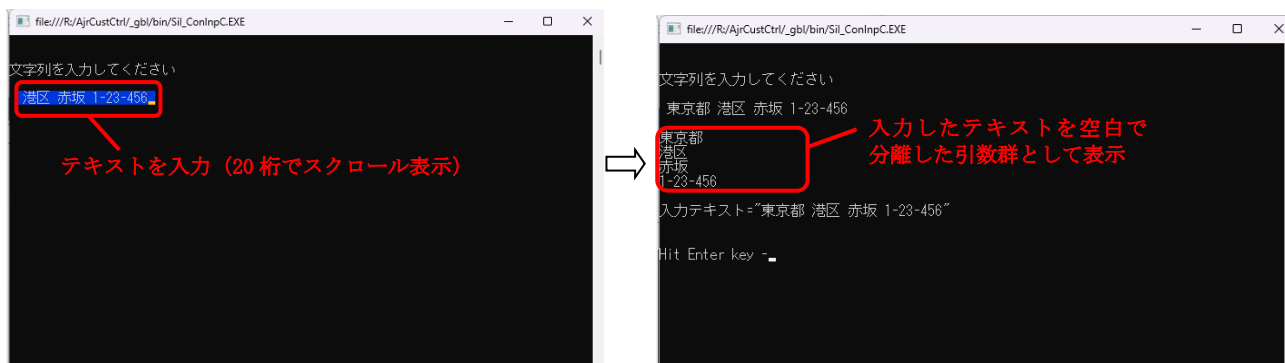 file:///R:/AjrCustCtrl/_gbl/bin/Sil_ConInpC.EXE
文字列を入力してください
港区 赤坂 1-23-456
テキストを入力（20 桁でスクロール表示）
file:///R:/AjrCustCtrl/_gbl/bin/Sil_ConInpC.EXE
文字列を入力してください
東京都 港区 赤坂 1-23-456
東京都
港区
赤坂
1-23-456
入力したテキストを空白で
分離した引数群として表示
入力テキスト="東京都 港区 赤坂 1-23-456"
Hit Enter key -